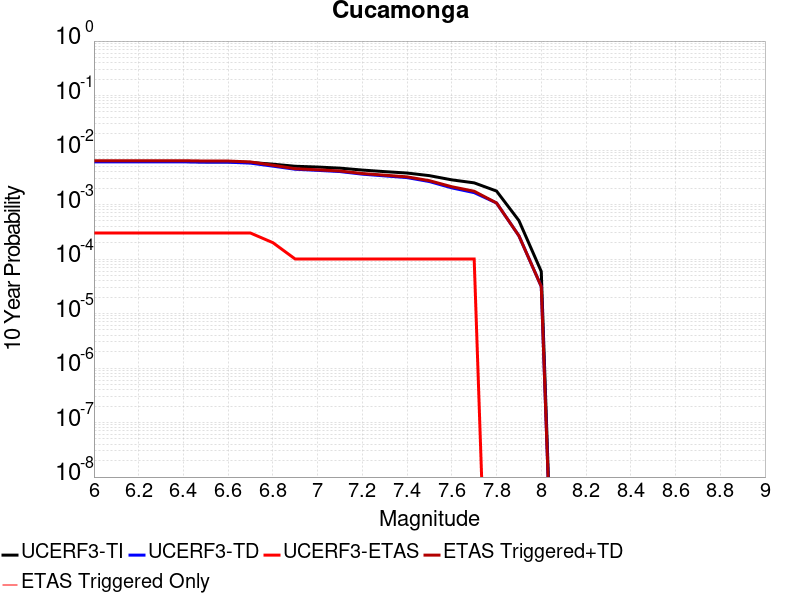 Cucamonga
10 Year Probability
10^0
10^-1
10^-2
10^-3
10^-4
10^-5
10^-6
10^-7
10^-8
6 6.2 6.4 6.6 6.8 7 7.2 7.4 7.6 7.8 8 8.2 8.4 8.6 8.8 9
Magnitude
UCERF3-TI UCERF3-TD UCERF3-ETAS ETAS Triggered+TD
ETAS Triggered Only